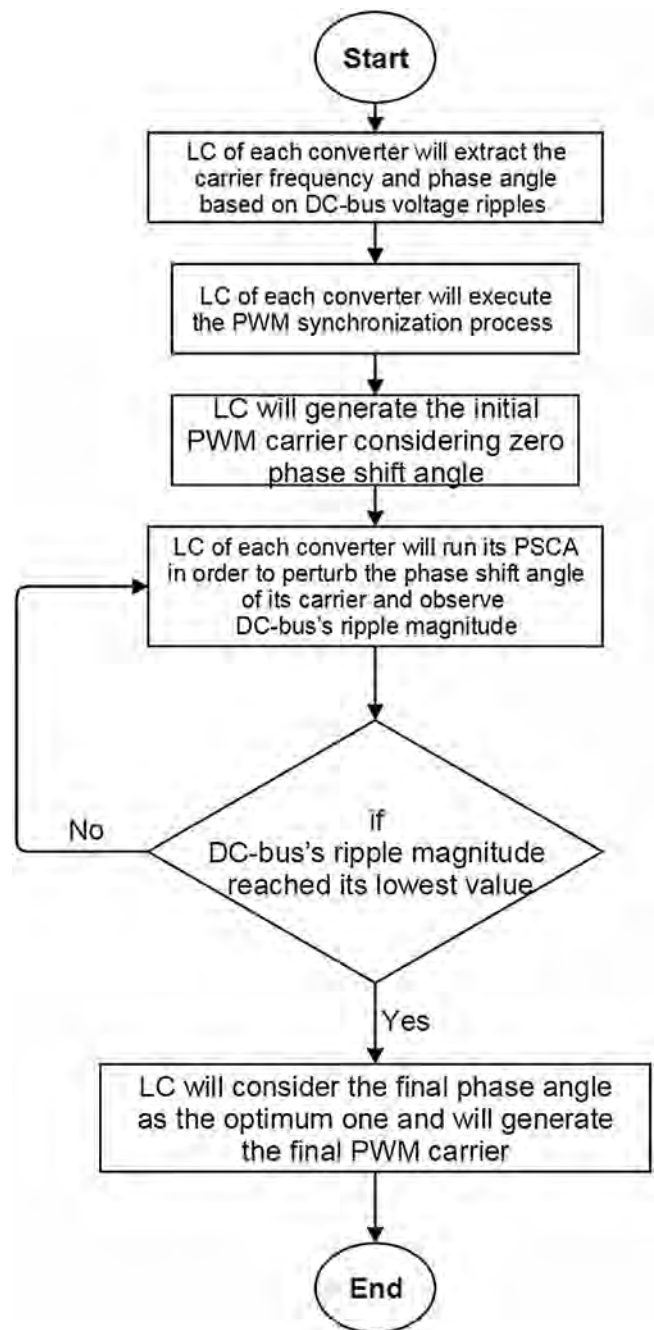 Start
LC of each converter will extract the
carrier frequency and phase angle
based on DC-bus voltage ripples
LC of each converter will execute
the PWM synchronization process
LC will generate the initial
PWM carrier considering zero
phase shift angle
LC of each converter will run its PSCA
in order to perturb the phase shift angle
of its carrier and observe
DC-bus's ripple magnitude
if
DC-bus's ripple magnitude
reached its lowest value
No
Yes
LC will consider the final phase angle
as the optimum one and will generate
the final PWM carrier
End